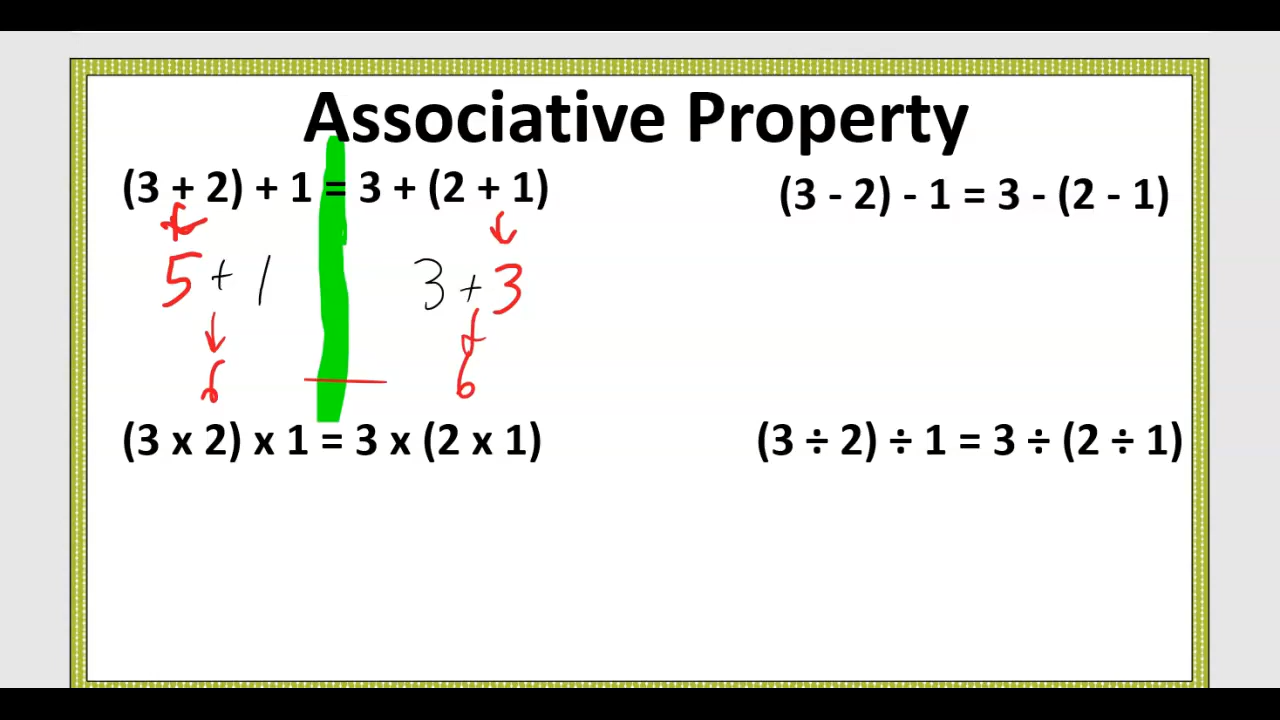 Associative Property
(3 + 2) + 1 = 3 + (2 + 1)
(3 - 2) - 1 = 3 - (2 - 1)
5 + 1
3 + 3
6
6
(3 x 2) x 1 = 3 x (2 x 1)
(3 ÷ 2) ÷ 1 = 3 ÷ (2 ÷ 1)